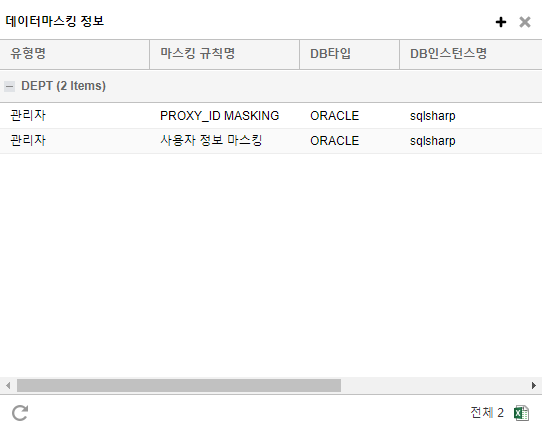 데이터마스킹 정보
유형명 마스킹 규칙명 DB타입 DB인스턴스명
DEPT (2 Items)
관리자 PROXY_ID MASKING ORACLE sqlsharp
관리자 사용자 정보 마스킹 ORACLE sqlsharp
전체 2